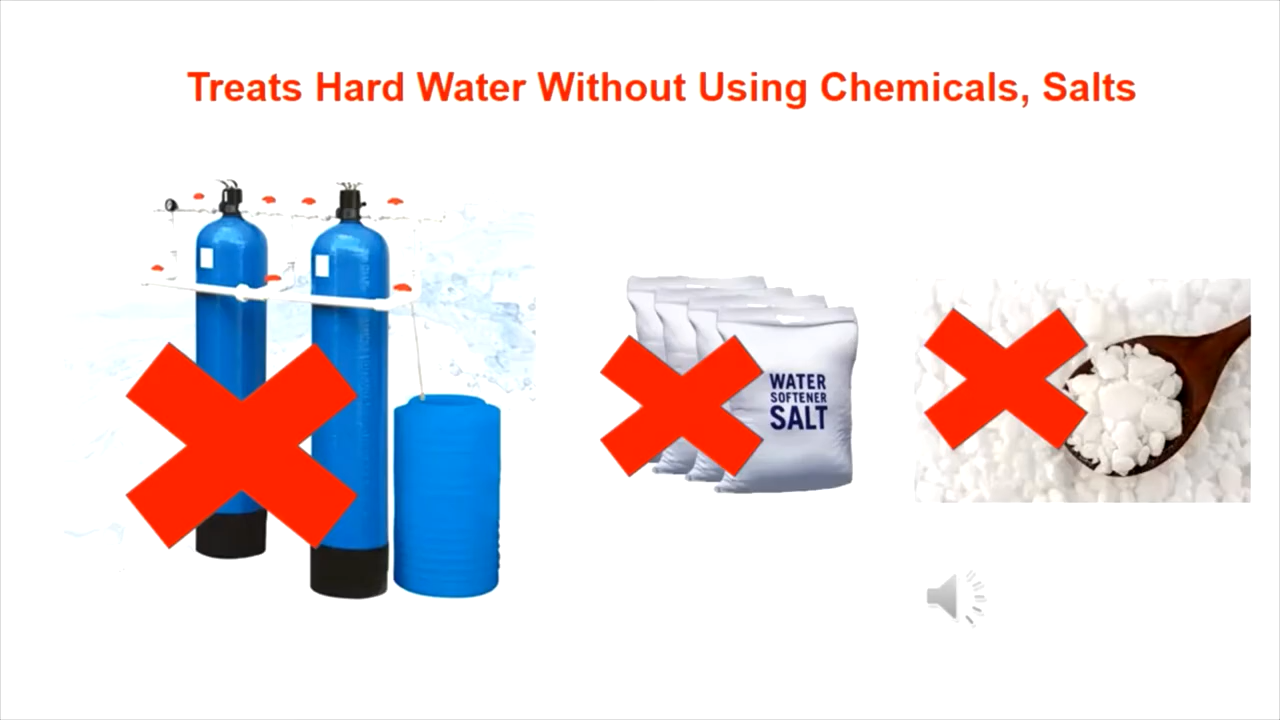 Treats Hard Water Without Using Chemicals, Salts
WATER
SOFTENER
SALT